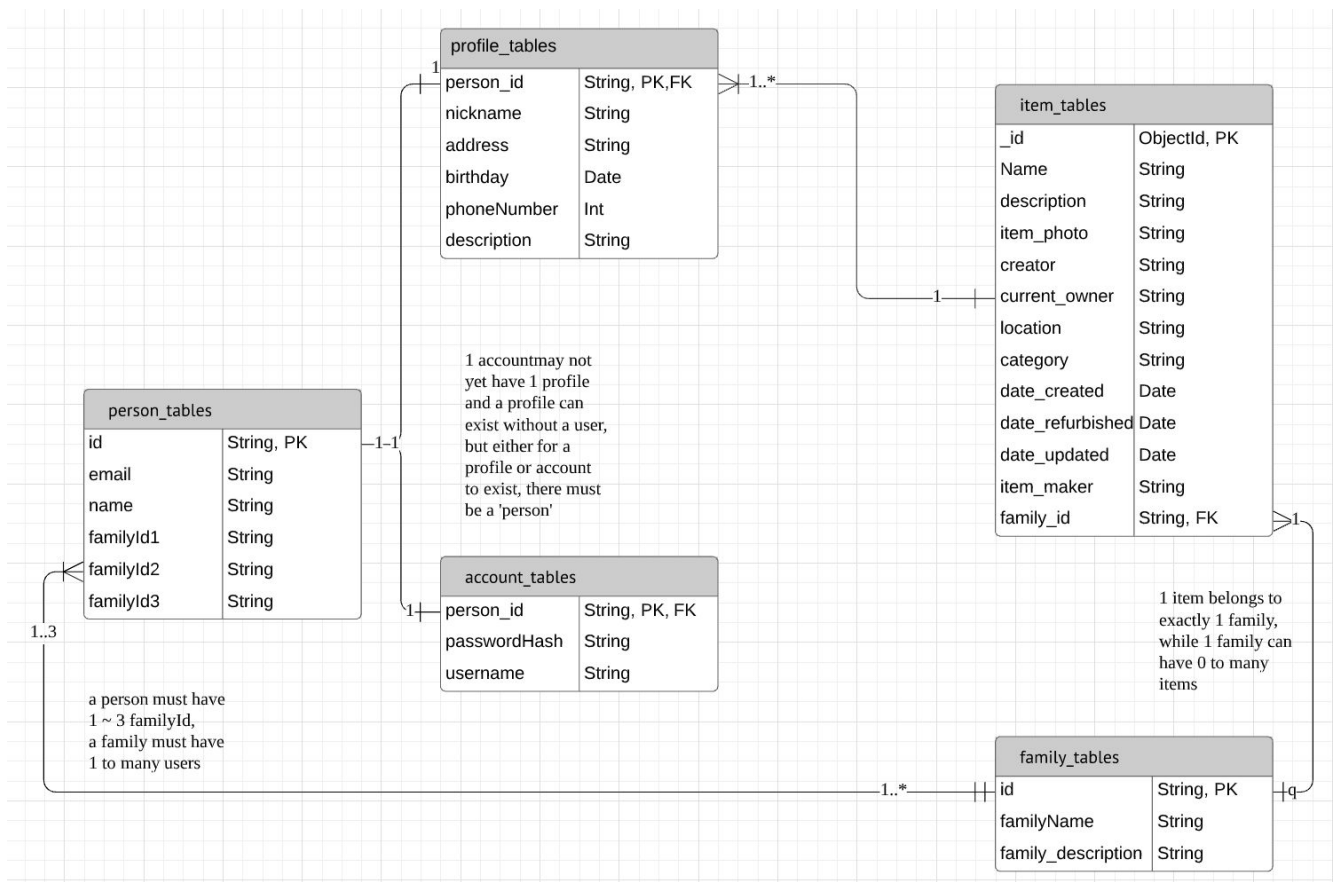 profile_tables
1
person_id String, PK,FK
1..*
nickname String
address String
birthday Date
phoneNumber Int
description String
item_tables
_id ObjectId, PK
Name String
description String
item_photo String
creator String
1
current_owner String
location String
category String
date_created Date
date_refurbished Date
date_updated Date
item_maker String
family_id String, FK
1
1 accountmay not
yet have 1 profile
and a profile can
exist without a user,
but either for a
profile or account
to exist, there must
be a 'person'
person_tables
id String, PK
1 1
email String
name String
familyId1 String
familyId2 String
familyId3 String
1..3
account_tables
1
person_id String, PK, FK
passwordHash String
username String
1 item belongs to
exactly 1 family,
while 1 family can
have 0 to many
items
a person must have
1 ~ 3 familyId,
a family must have
1 to many users
1..*
family_tables
id String, PK
q
familyName String
family_description String